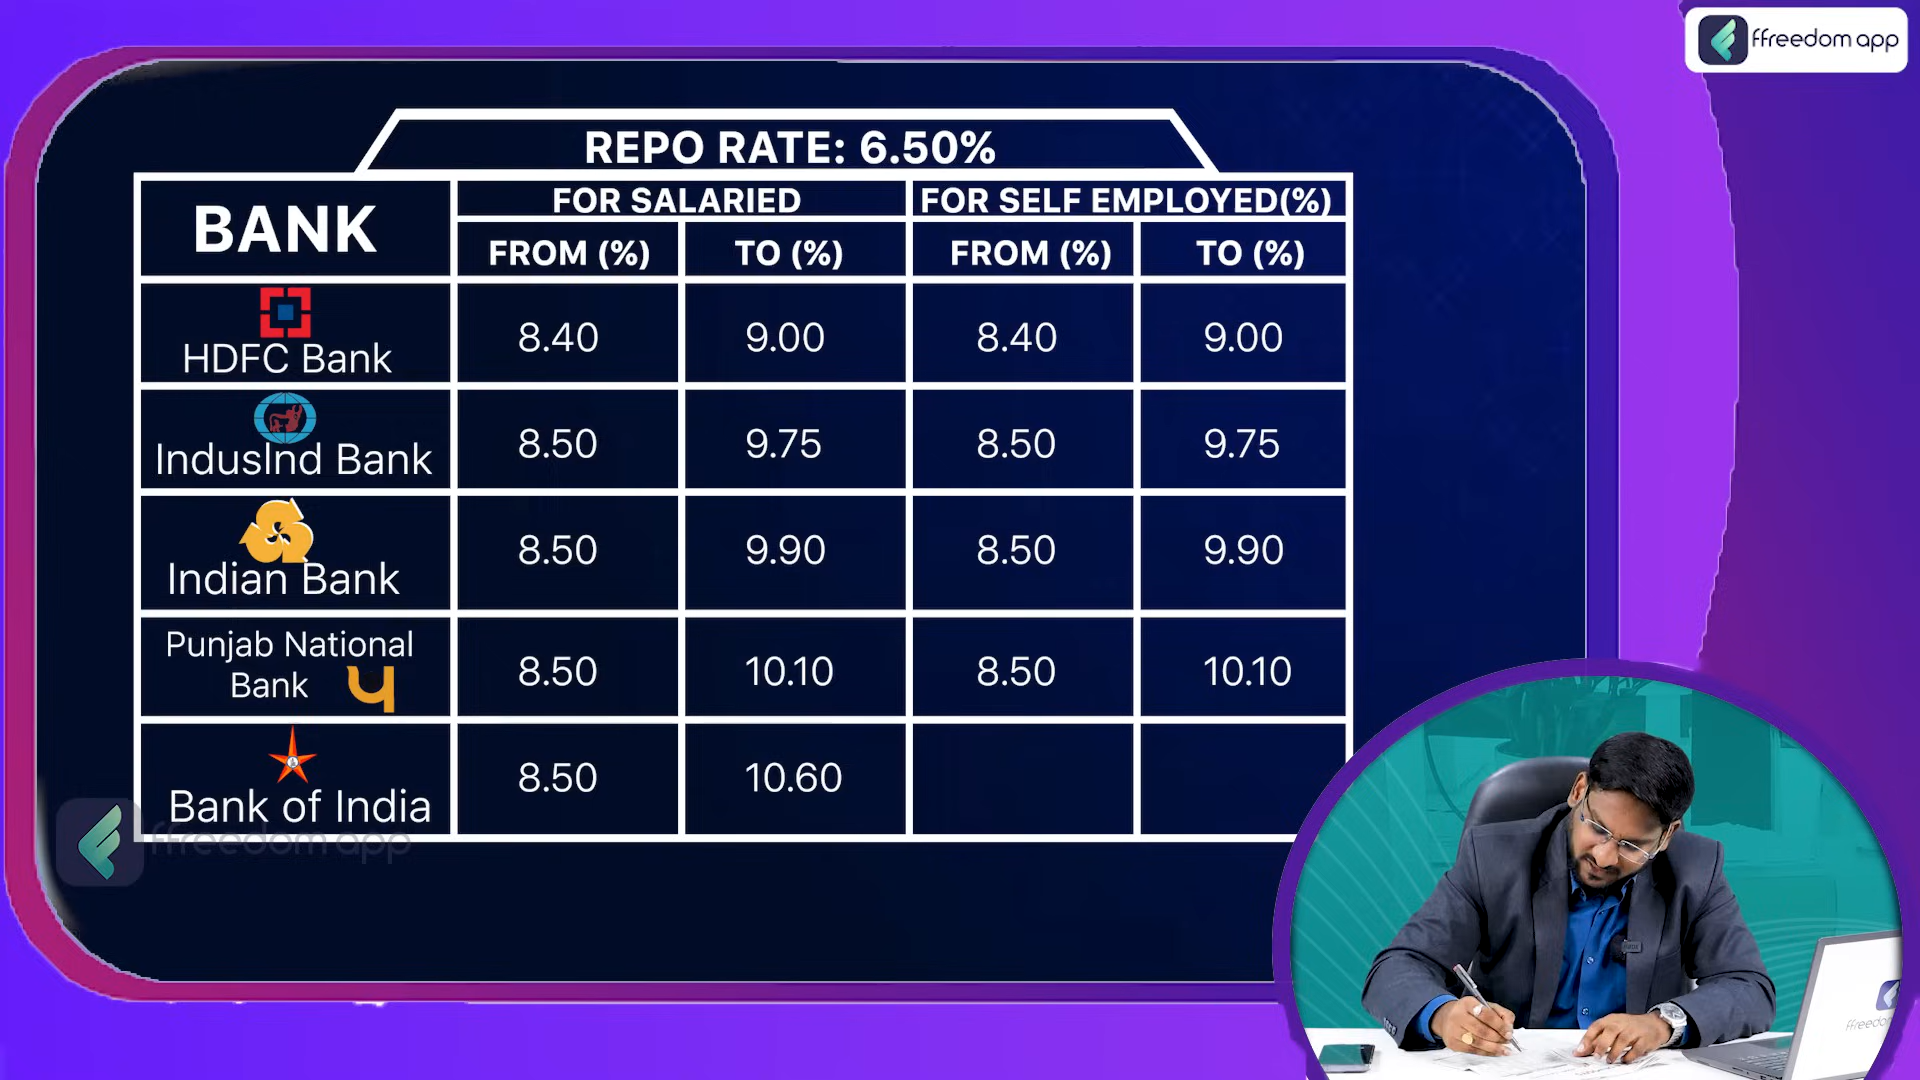 ffreedom app
REPO RATE: 6.50%
BANK
FOR SALARIED
FOR SELF EMPLOYED(%)
FROM (%)
TO (%)
FROM (%)
TO (%)
HDFC Bank
8.40
9.00
8.40
9.00
IndusInd Bank
8.50
9.75
8.50
9.75
Indian Bank
8.50
9.90
8.50
9.90
Punjab National
Bank
8.50
10.10
8.50
10.10
Bank of India
8.50
10.60
ffreedom app